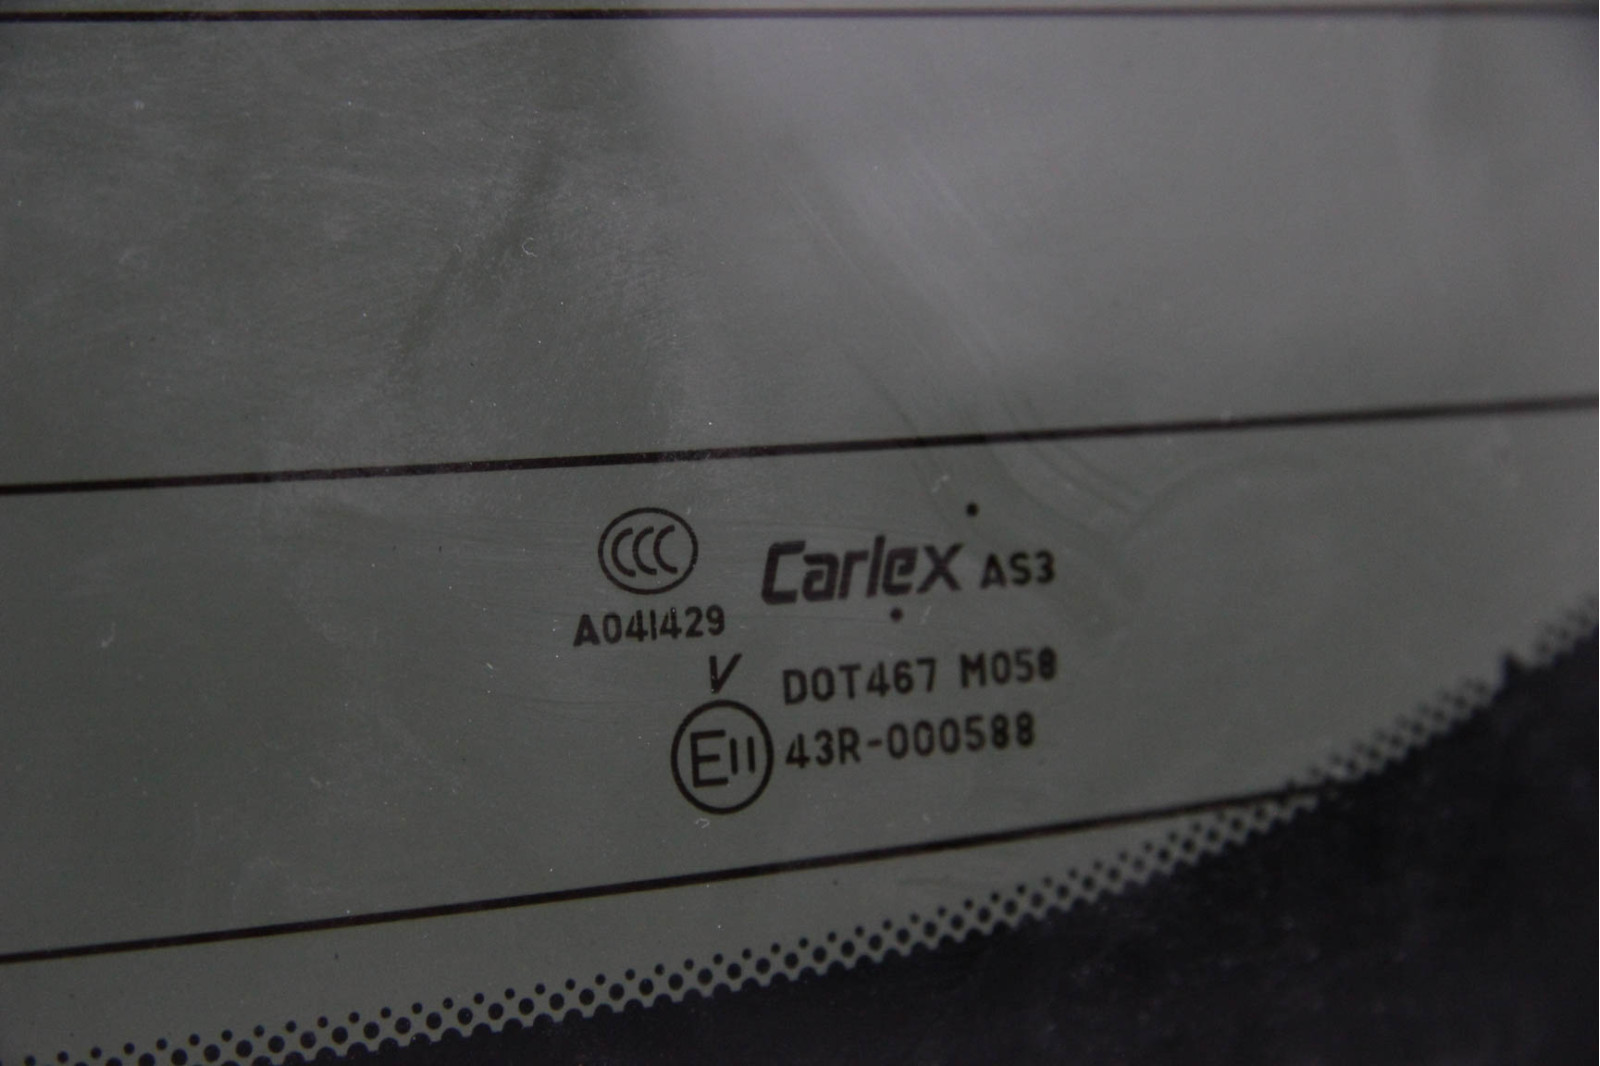 CCC
Carlex AS3
A041429
V
DOT467 M058
E11 43R-000588